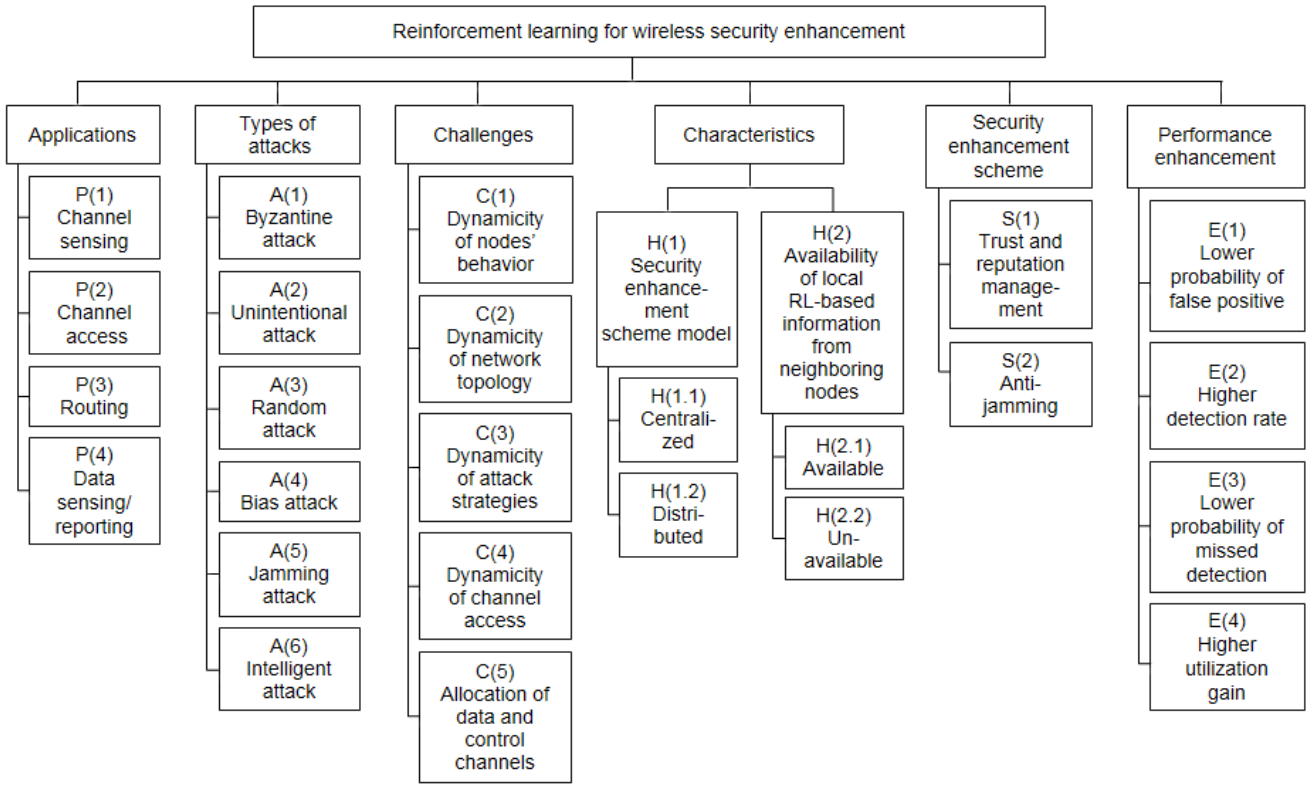 Reinforcement learning for wireless security enhancement
Applications
P(1)
Channel
sensing
P(2)
Channel
access
P(3)
Routing
P(4)
Data
sensing/
reporting
Types of
attacks
A(1)
Byzantine
attack
A(2)
Unintentional
attack
A(3)
Random
attack
A(4)
Bias attack
A(5)
Jamming
attack
A(6)
Intelligent
attack
Challenges
C(1)
Dynamicity
of nodes'
behavior
C(2)
Dynamicity
of network
topology
C(3)
Dynamicity
of attack
strategies
C(4)
Dynamicity
of channel
access
C(5)
Allocation of
data and
control
channels
Characteristics
H(1)
Security
enhance-
ment
scheme model
H(1.1)
Centrali-
zed
H(1.2)
Distri-
buted
H(2)
Availability
of local
RL-based
information
from
neighboring
nodes
H(2.1)
Available
H(2.2)
Un-
available
Security
enhancement
scheme
S(1)
Trust and
reputation
manage-
ment
S(2)
Anti-
jamming
Performance
enhancement
E(1)
Lower
probability of
false positive
E(2)
Higher
detection rate
E(3)
Lower
probability of
missed
detection
E(4)
Higher
utilization
gain